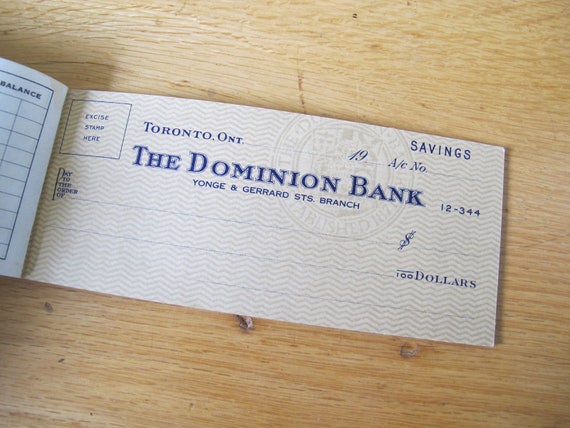 BALANCE
EXCISE
STAMP
HERE
TORONTO, ONT.
19
A/c No.
SAVINGS
THE DOMINION BANK
YONGE & GERRARD STS. BRANCH
12-344
PAY
TO THE
ORDER
OF
$
100 DOLLARS